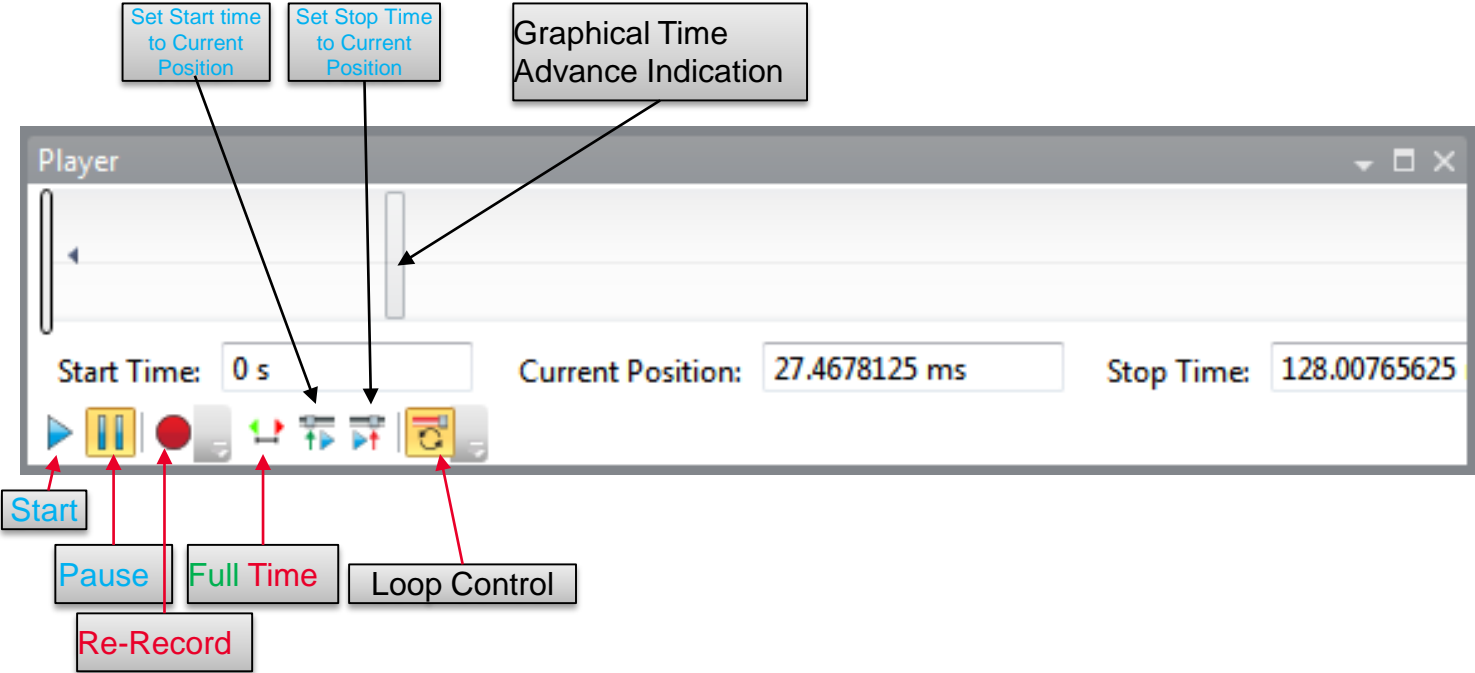 Set Start time
to Current
Position
Set Stop Time
to Current
Position
Graphical Time
Advance Indication
Player
Start Time: 0 s Current Position: 27.4678125 ms Stop Time: 128.00765625
Start
Pause
Full Time
Loop Control
Re-Record